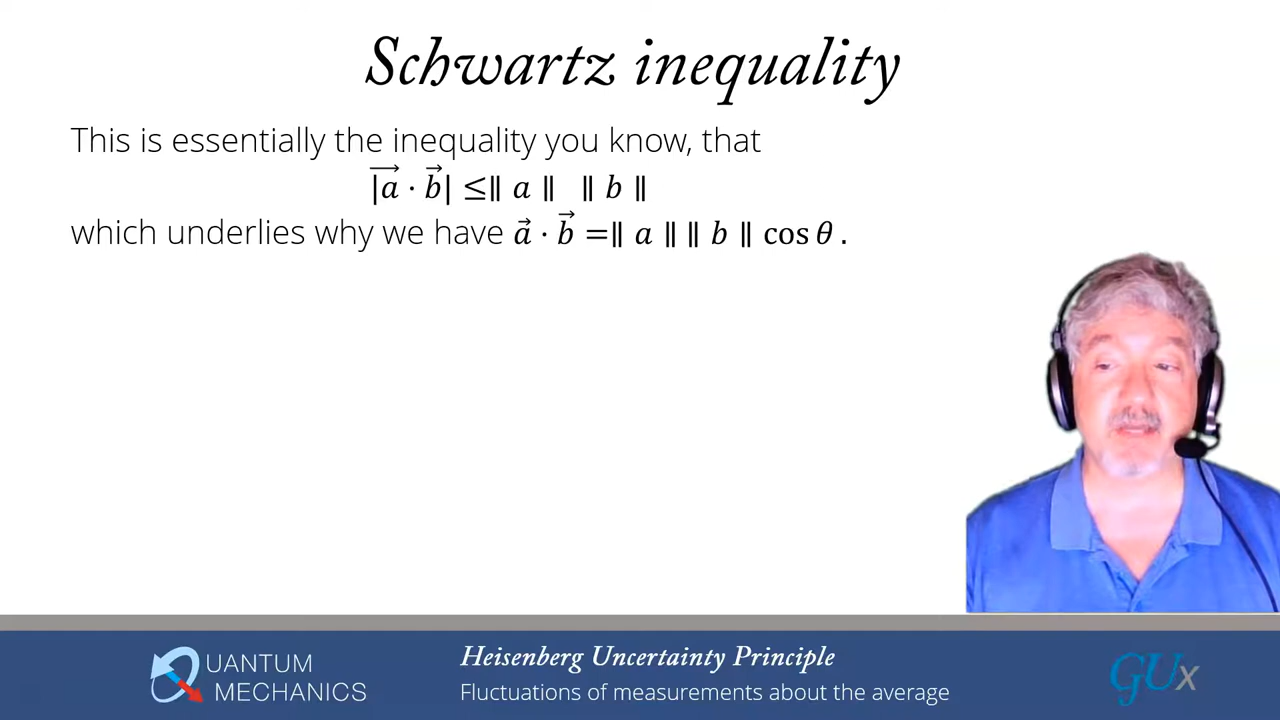 Schwartz inequality
This is essentially the inequality you know, that
|a⃗ · b⃗| ≤∥ a ∥ ∥ b ∥
which underlies why we have a⃗ · b⃗ =∥ a ∥∥ b ∥ cos θ .
QUANTUM
MECHANICS
Heisenberg Uncertainty Principle
Fluctuations of measurements about the average
GUx